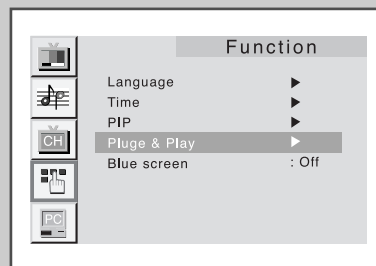 Function
Language ▶
Time ▶
PIP ▶
Pluge & Play ▶
CH
Blue screen : Off
PC